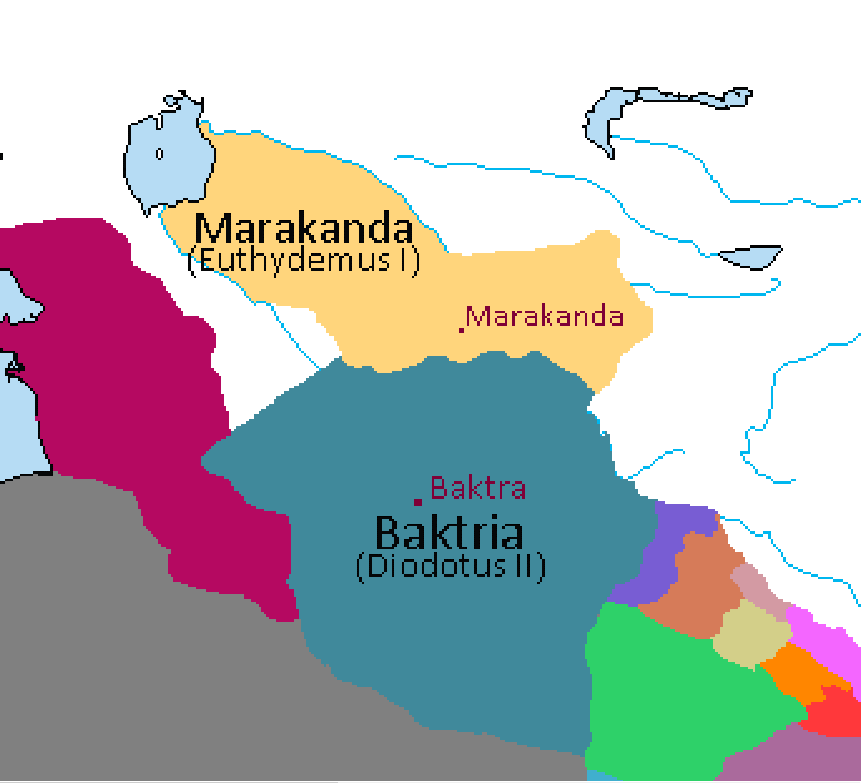 Marakanda
(Euthydemus I)
Marakanda
Baktra
Baktria
(Diodotus II)